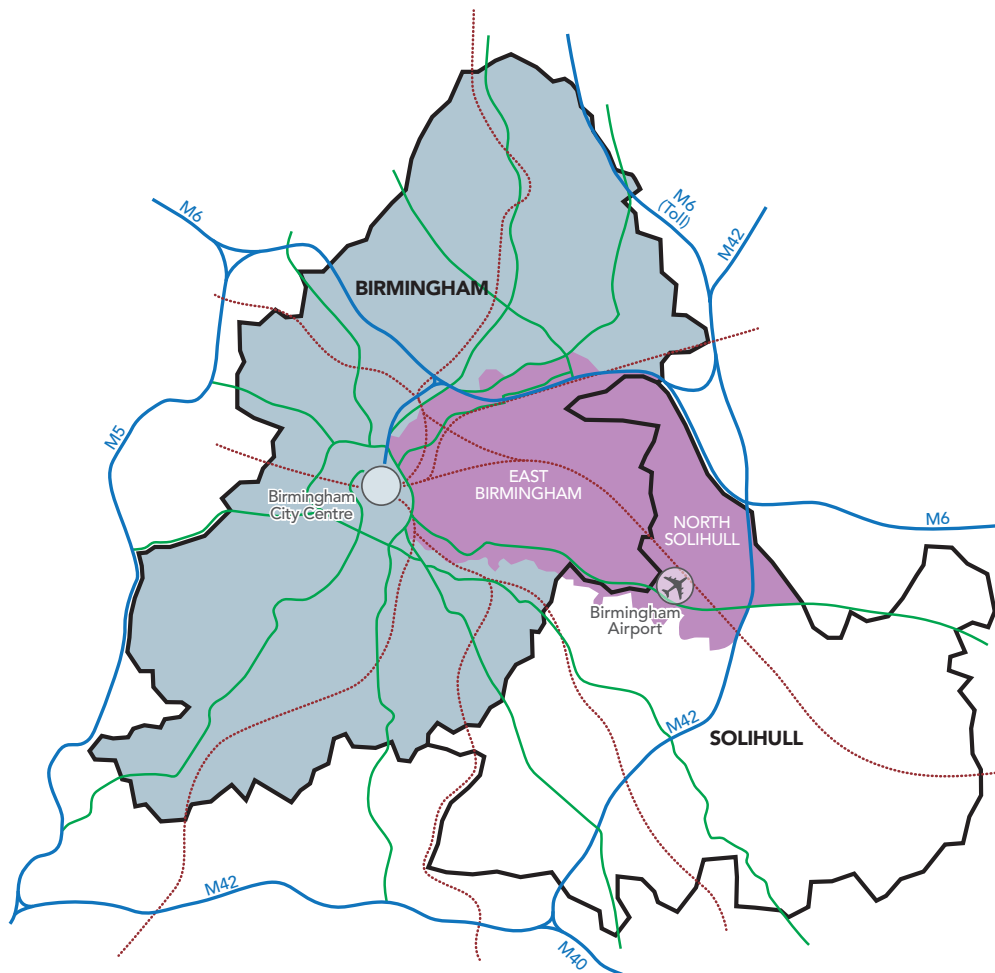 M6
M6
(Toll)
M42
BIRMINGHAM
M5
EAST
BIRMINGHAM
Birmingham
City Centre
NORTH
SOLIHULL
M6
Birmingham
Airport
M42
SOLIHULL
M42
M40